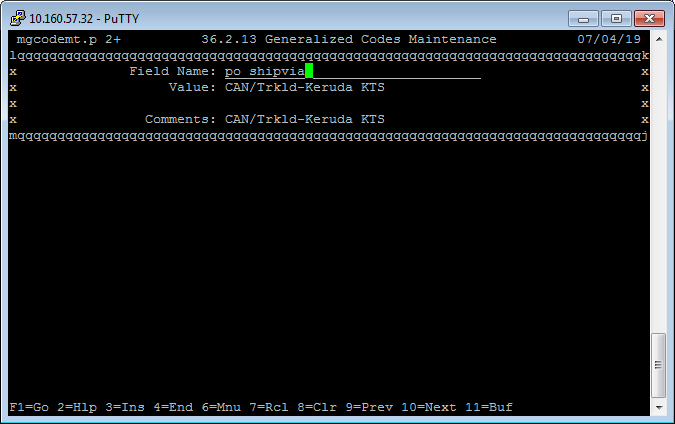 10.160.57.32 - PuTTY
mgcodemt.p 2+ 36.2.13 Generalized Codes Maintenance 07/04/19
lqqqqqqqqqqqqqqqqqqqqqqqqqqqqqqqqqqqqqqqqqqqqqqqqqqqqqqqqqqqqqqqqqqqqqqqqqqqqqqk
x Field Name: po_shipvia__________________________ x
x Value: CAN/Trkld-Keruda KTS x
x x
x Comments: CAN/Trkld-Keruda KTS x
mqqqqqqqqqqqqqqqqqqqqqqqqqqqqqqqqqqqqqqqqqqqqqqqqqqqqqqqqqqqqqqqqqqqqqqqqqqqqqqj
F1=Go 2=Hlp 3=Ins 4=End 6=Mnu 7=Rcl 8=Clr 9=Prev 10=Next 11=Buf